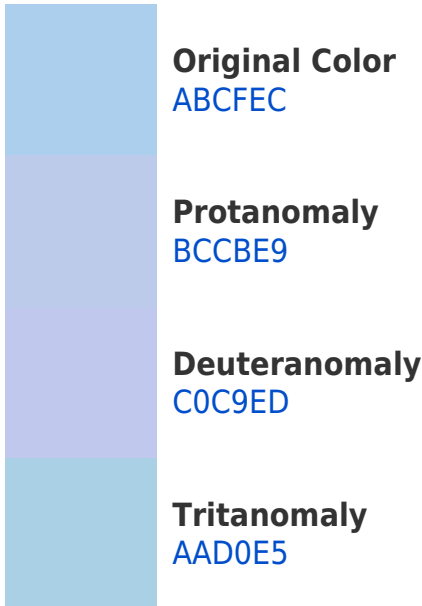 Original Color
ABCFEC
Protanomaly
BCCBE9
Deuteranomaly
C0C9ED
Tritanomaly
AAD0E5